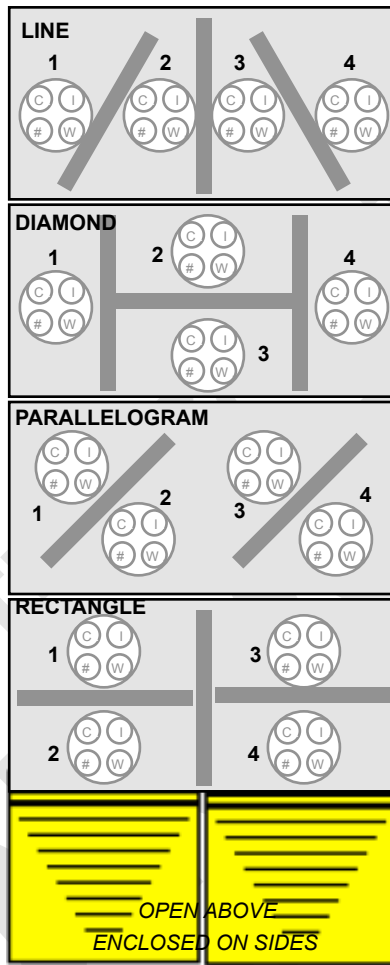 LINE
1 2 3 4
C I C I C I C I
# W # W # W # W
DIAMOND
1 2 4
C I
# W
C I C I
# W # W
3
C I
# W
PARALLELOGRAM
C I C I
# W # W
1 2 3 4
C I C I
# W # W
RECTANGLE
1 3
C I C I
# W # W
2 4
C I C I
# W # W
OPEN ABOVE
ENCLOSED ON SIDES